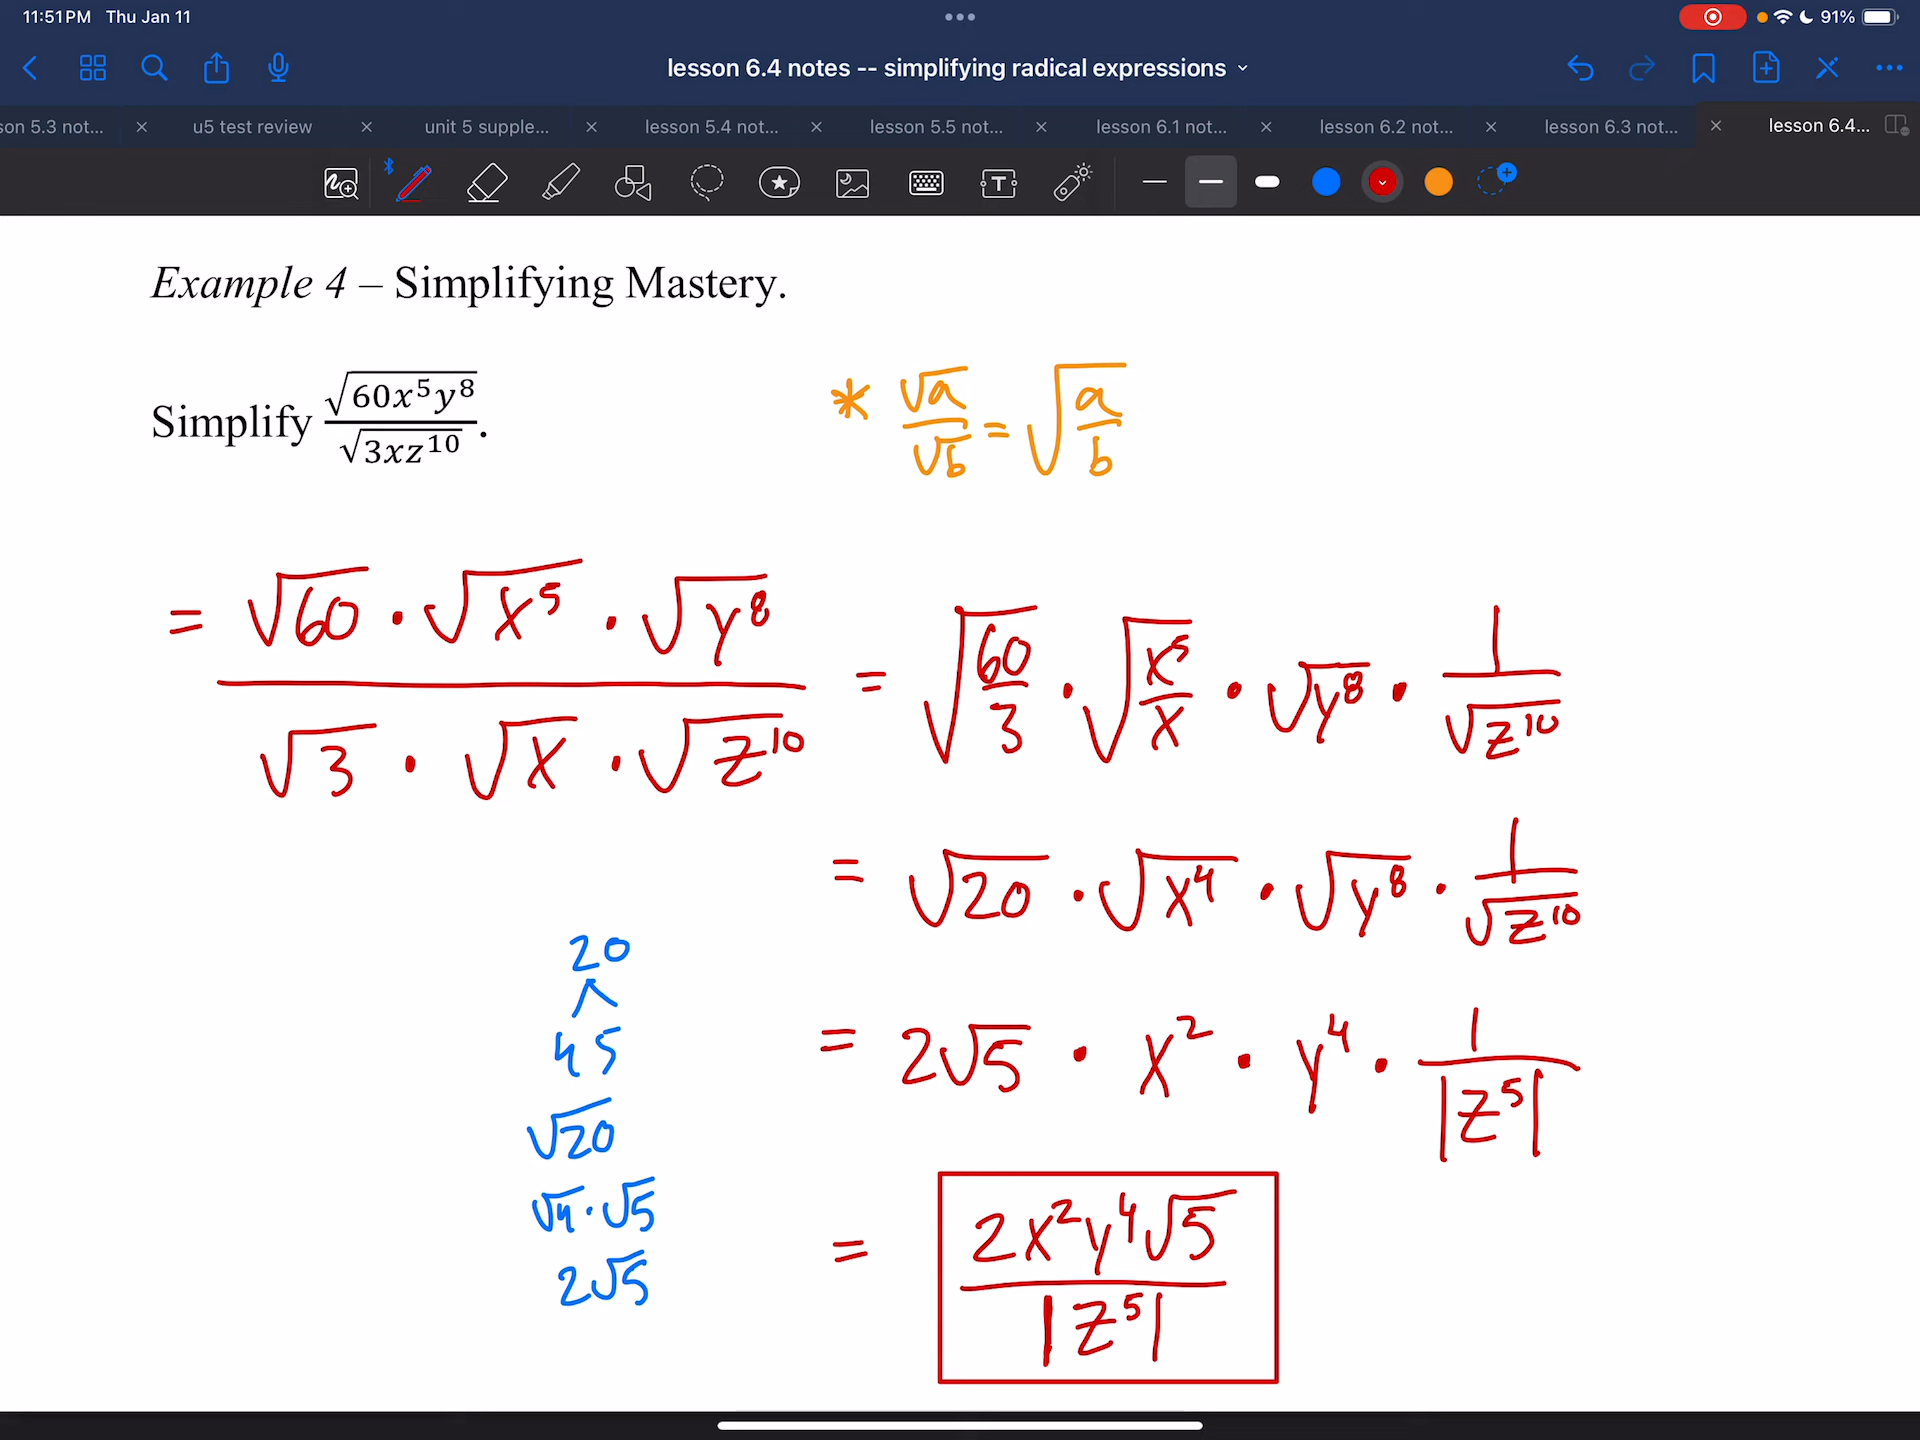 11:51 PM Thu Jan 11
91%
lesson 6.4 notes -- simplifying radical expressions
son 5.3 not...
u5 test review
unit 5 supple...
lesson 5.4 not...
lesson 5.5 not...
lesson 6.1 not...
lesson 6.2 not...
lesson 6.3 not...
lesson 6.4...
Example 4 – Simplifying Mastery.
Simplify √(60x⁵y⁸) / √(3xz¹⁰).
* √a / √b = √(a/b)
= (√60 · √x⁵ · √y⁸) / (√3 · √x · √z¹⁰)
= √(60/3) · √(x⁵/x) · √y⁸ · 1/√z¹⁰
= √20 · √x⁴ · √y⁸ · 1/√z¹⁰
20
4 5
√20
√4 · √5
2√5
= 2√5 · x² · y⁴ · 1/|z⁵|
= 2x²y⁴√5 / |z⁵|